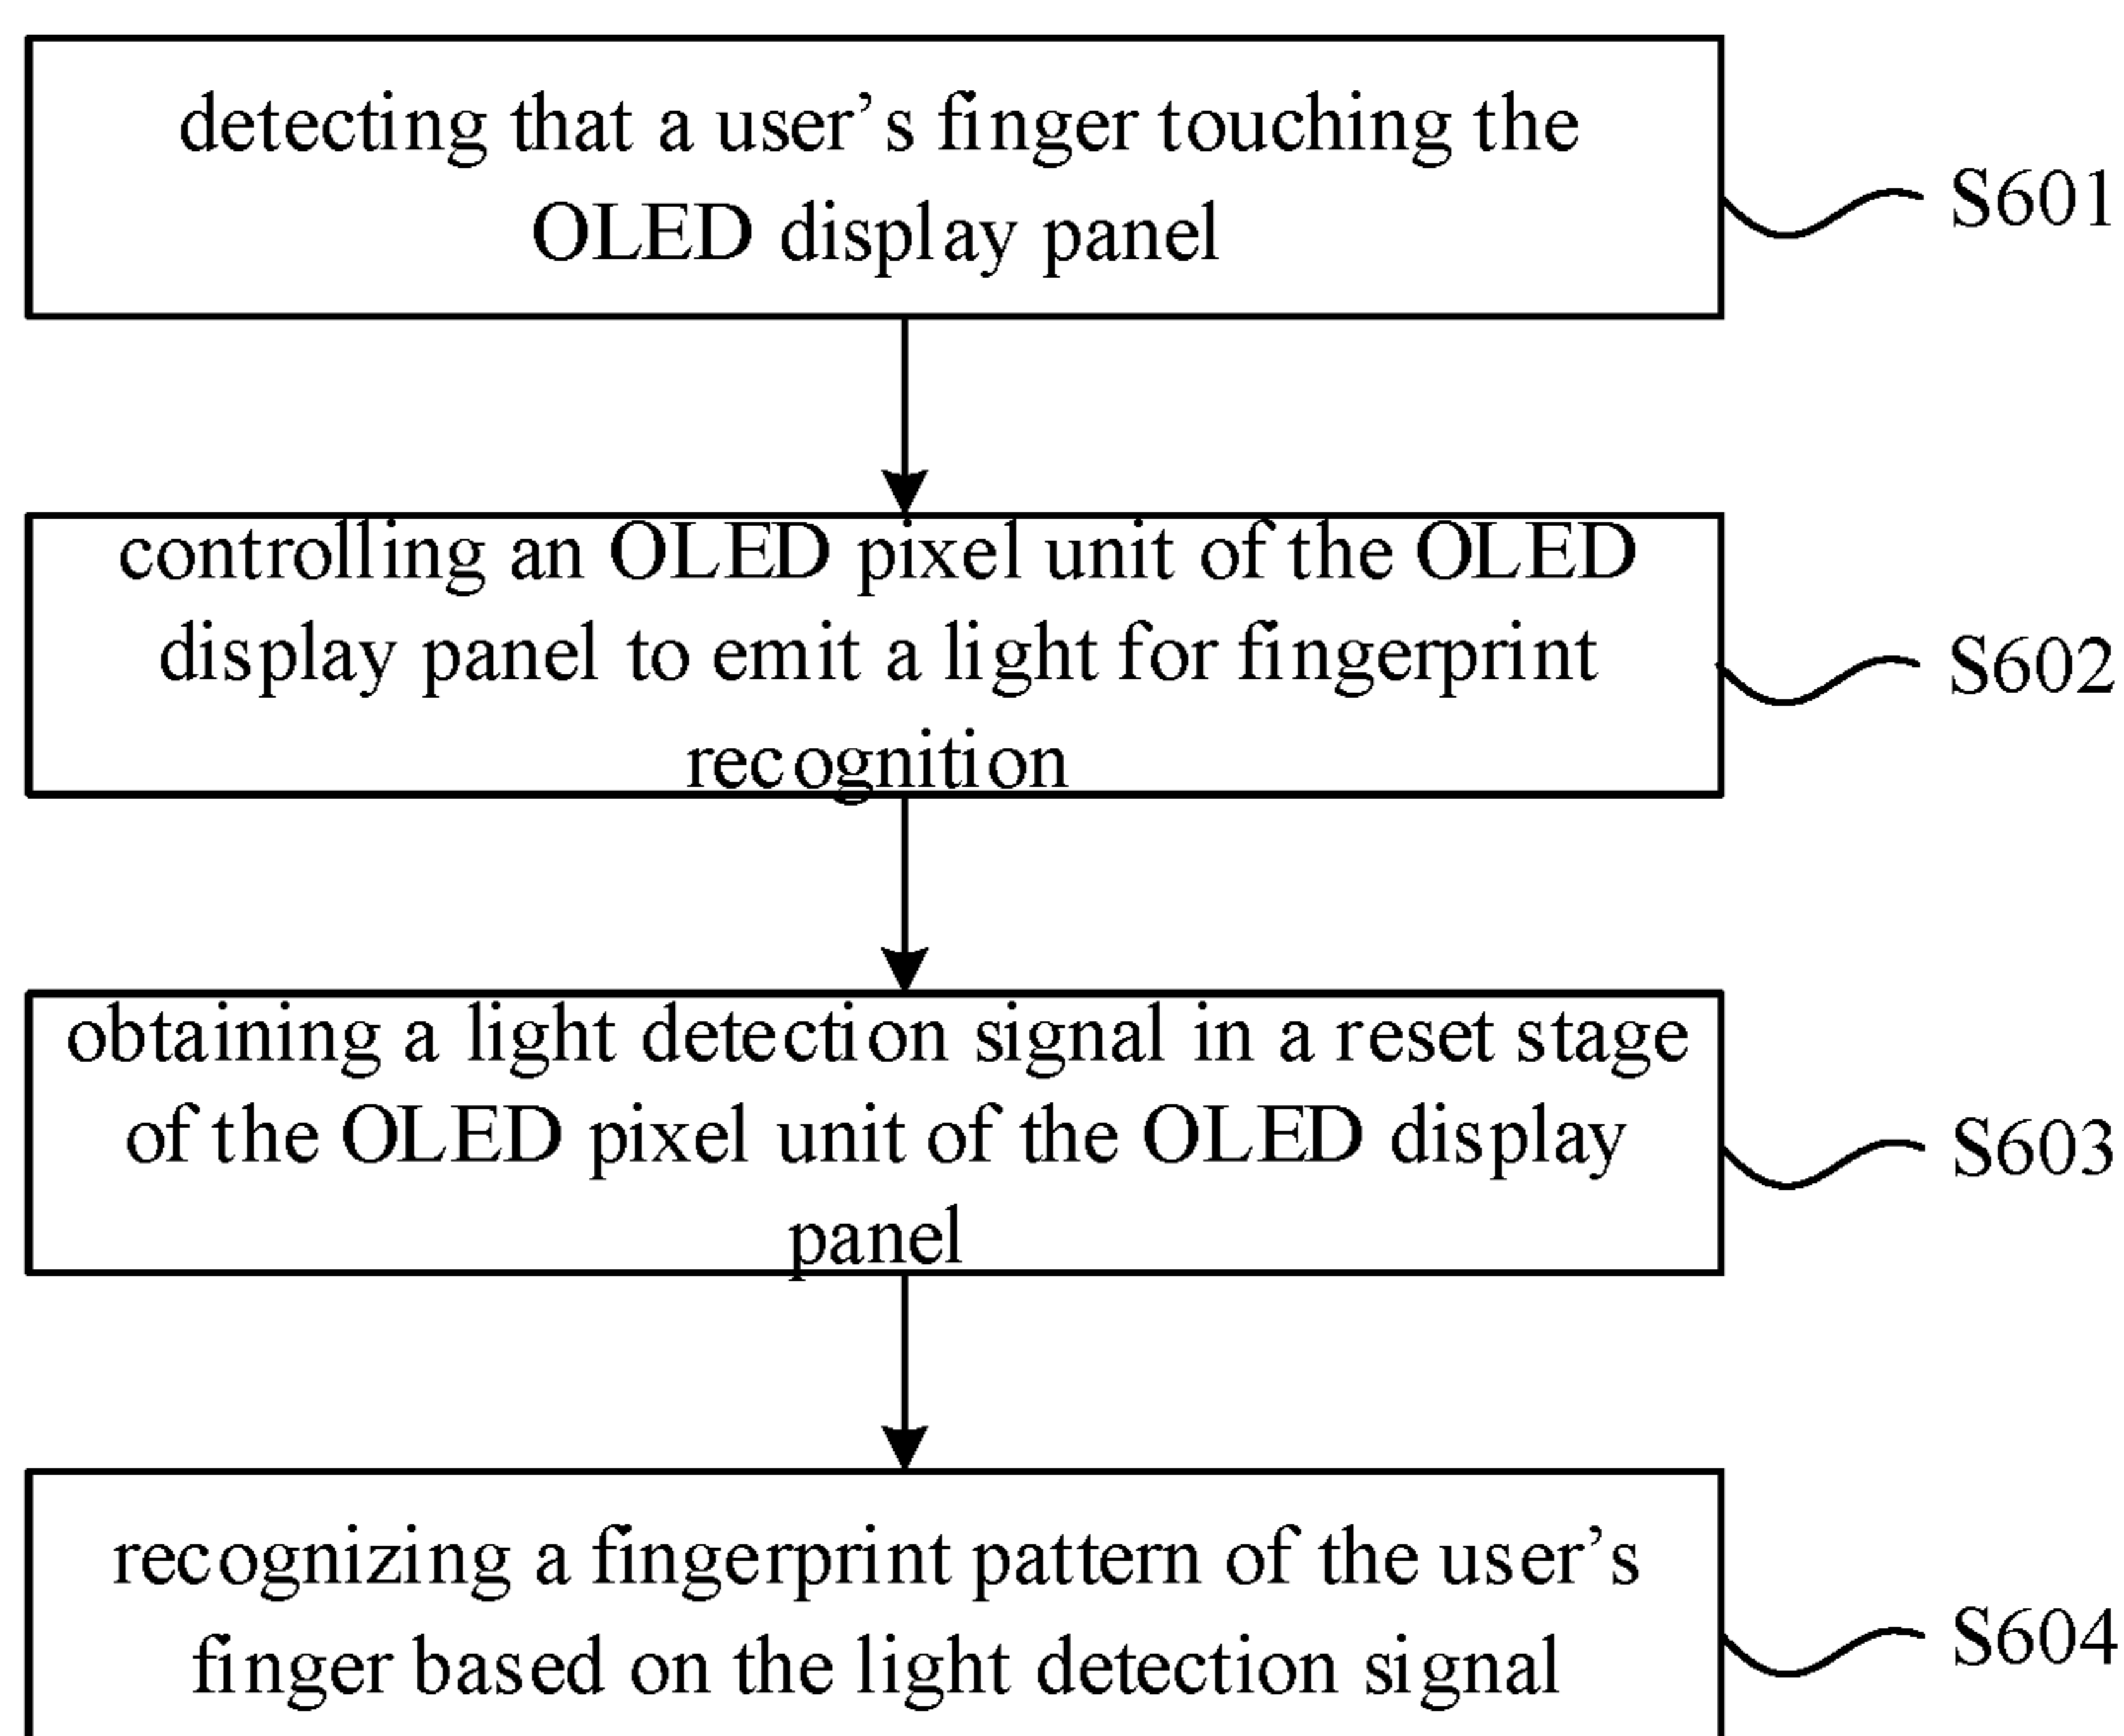 detecting that a user's finger touching the
OLED display panel
S601
controlling an OLED pixel unit of the OLED
display panel to emit a light for fingerprint
recognition
S602
obtaining a light detection signal in a reset stage
of the OLED pixel unit of the OLED display
panel
S603
recognizing a fingerprint pattern of the user's
finger based on the light detection signal
S604